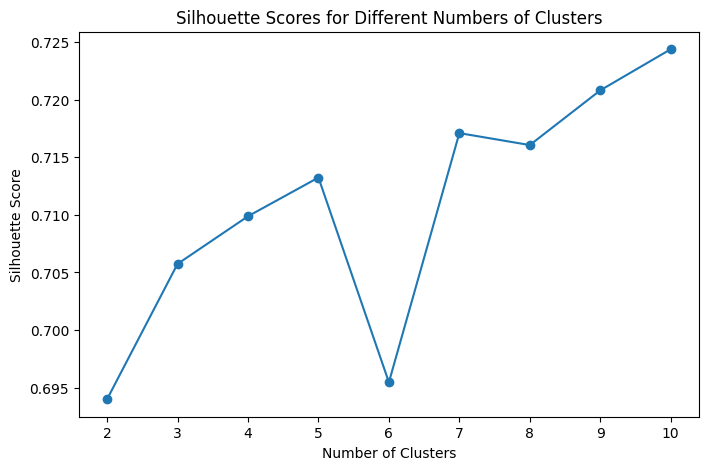 Silhouette Scores for Different Numbers of Clusters
0.725
0.720
0.715
0.710
0.705
0.700
0.695
Silhouette Score
2 3 4 5 6 7 8 9 10
Number of Clusters